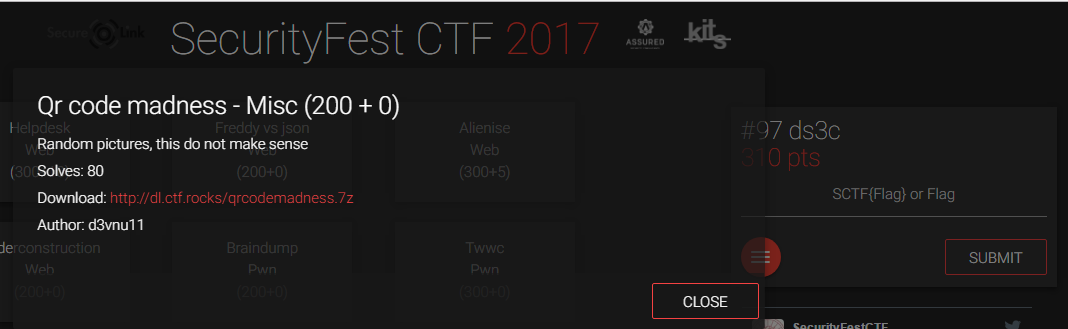 Secure Link
SecurityFest CTF 2017
ASSURED
kits
Qr code madness - Misc (200 + 0)
Helpdesk
Web
(300+5)
Freddy vs json
Web
(200+0)
Alienise
Web
(300+5)
Random pictures, this do not make sense
Solves: 80
Download: http://dl.ctf.rocks/qrcodemadness.7z
Author: d3vnu11
#97 ds3c
310 pts
SCTF{Flag} or Flag
SUBMIT
derconstruction
Web
(200+0)
Braindump
Pwn
(200+0)
Twwc
Pwn
(300+0)
CLOSE
SecurityFestCTF